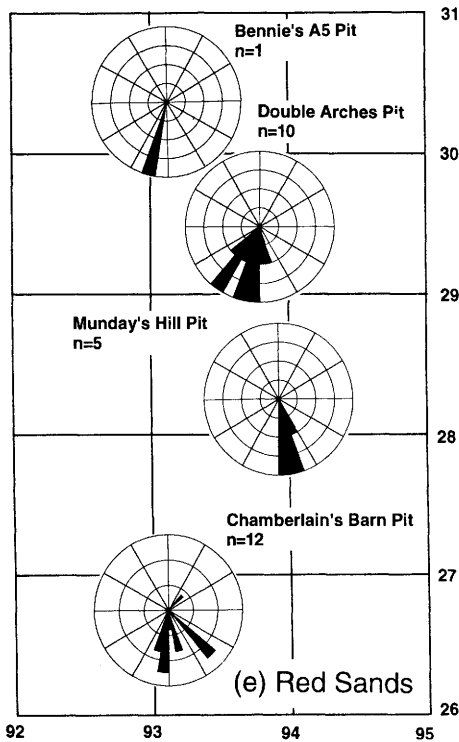 31
Bennie's A5 Pit
n=1
Double Arches Pit
n=10
30
29
Munday's Hill Pit
n=5
28
Chamberlain's Barn Pit
n=12
27
(e) Red Sands
26
92 93 94 95